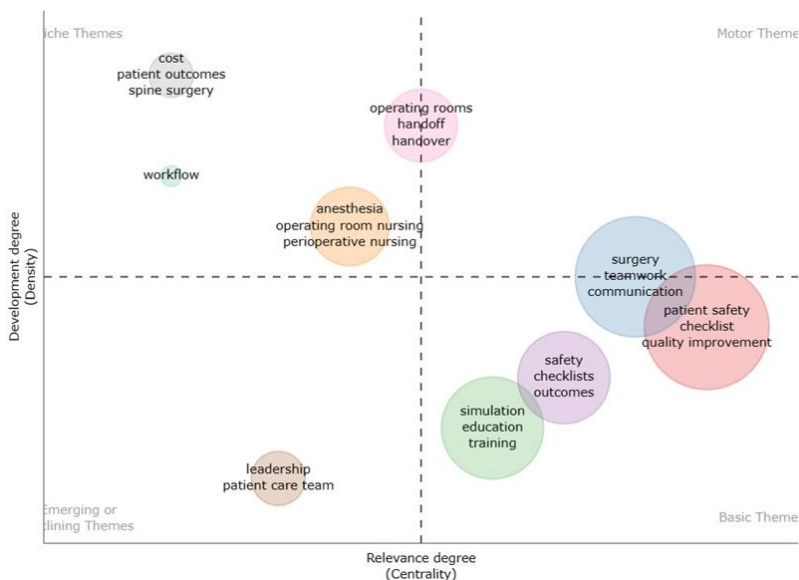 iche Themes
Motor Theme
cost
patient outcomes
spine surgery
operating rooms
handoff
handover
workflow
anesthesia
operating room nursing
perioperative nursing
surgery
teamwork
communication
patient safety
checklist
quality improvement
safety
checklists
outcomes
simulation
education
training
leadership
patient care team
Emerging or
lining Themes
Basic Theme
Development degree
(Density)
Relevance degree
(Centrality)